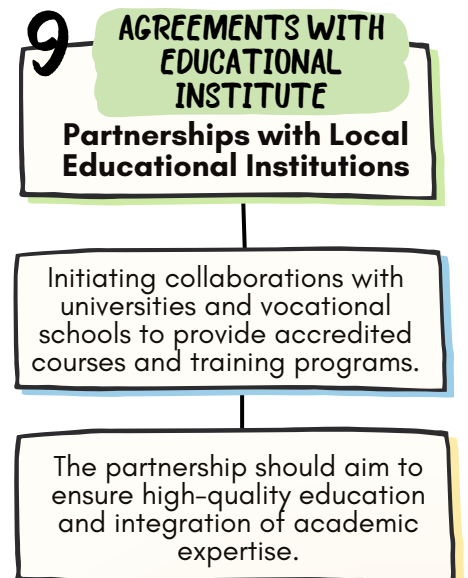 9
AGREEMENTS WITH
EDUCATIONAL
INSTITUTE
Partnerships with Local
Educational Institutions
Initiating collaborations with
universities and vocational
schools to provide accredited
courses and training programs.
The partnership should aim to
ensure high-quality education
and integration of academic
expertise.